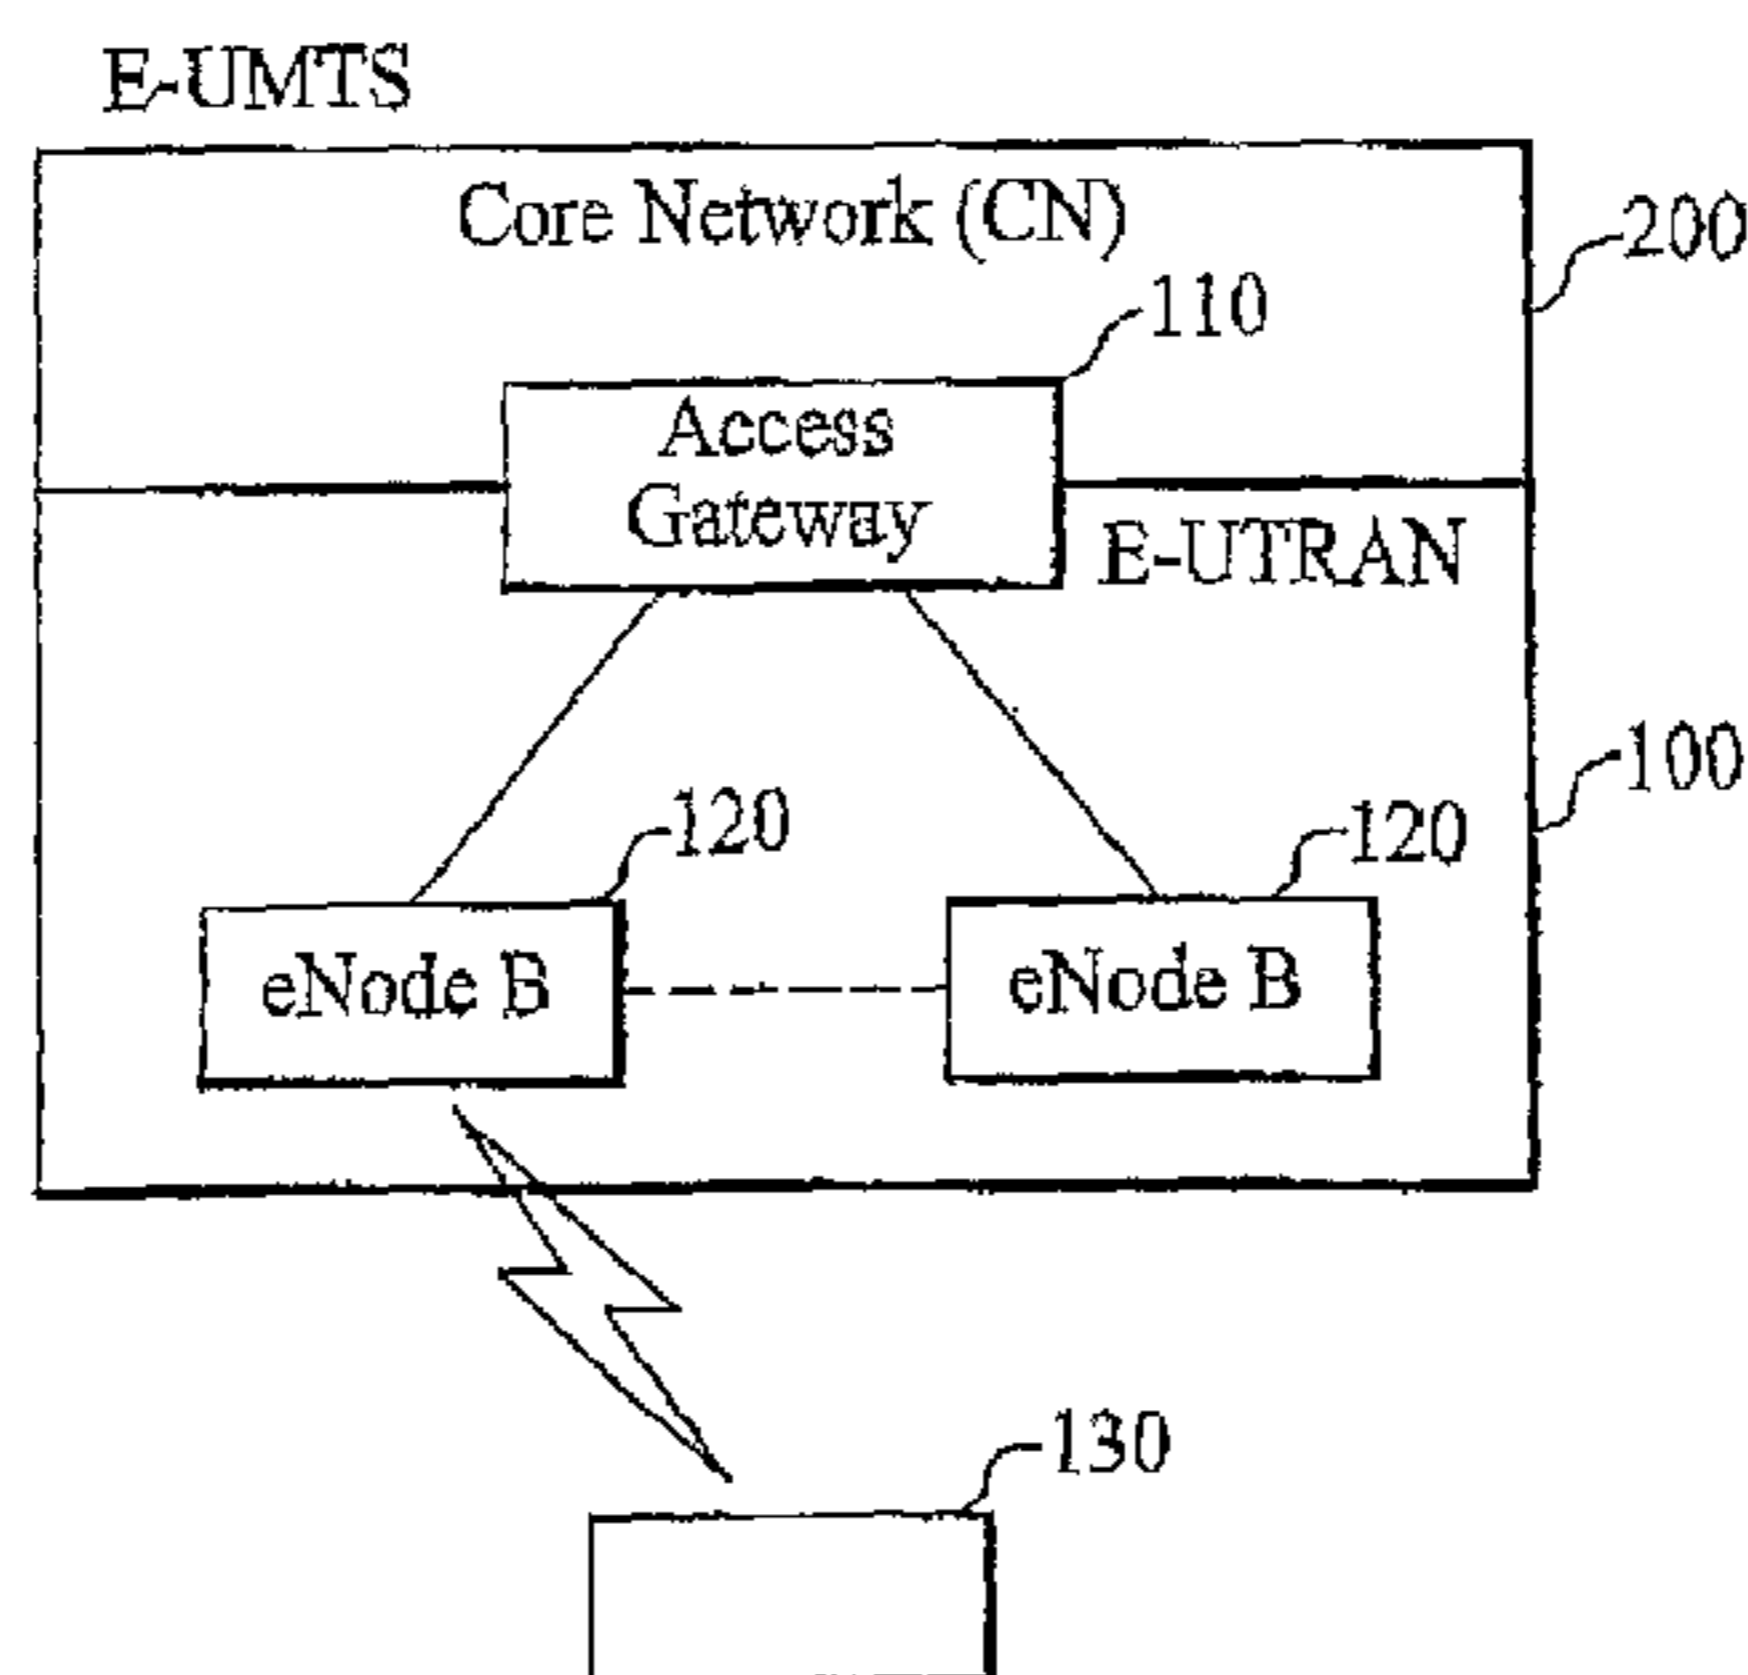 E-UMTS
Core Network (CN)
200
110
Access
Gateway
E-UTRAN
100
120
120
eNode B
eNode B
130